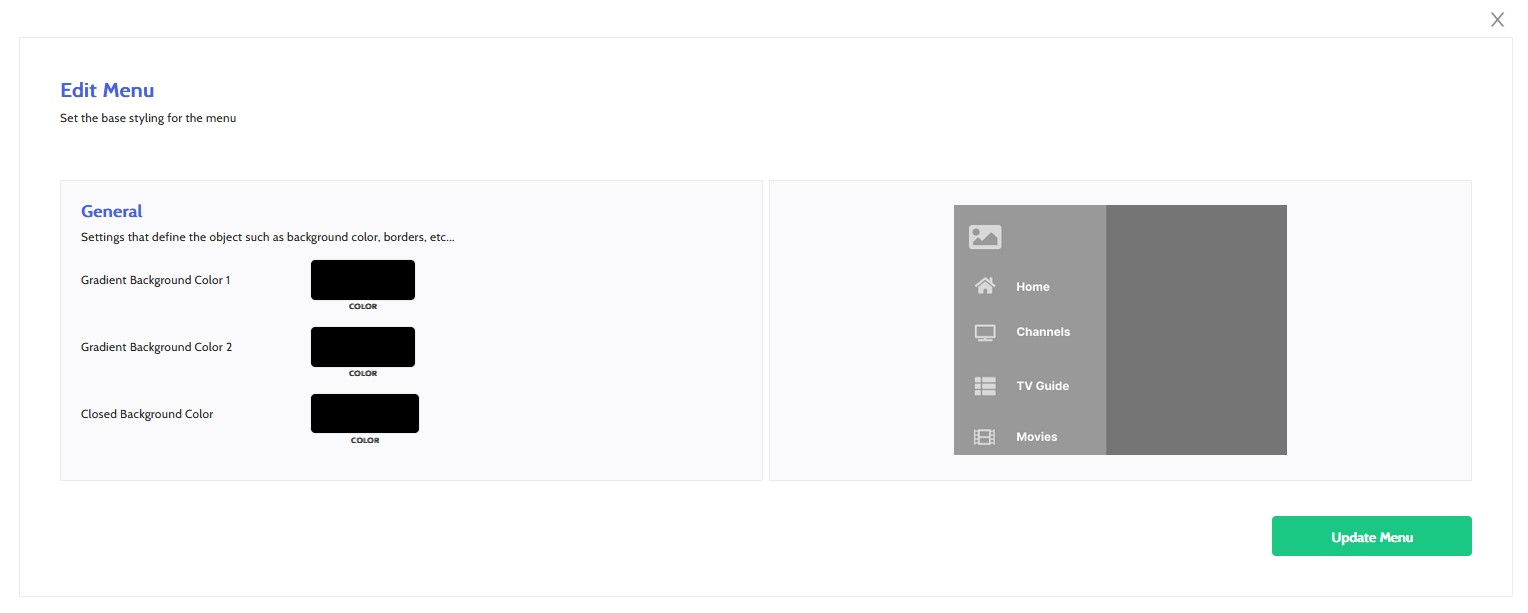 X
Edit Menu
Set the base styling for the menu
General
Settings that define the object such as background color, borders, etc...
Gradient Background Color 1
COLOR
Gradient Background Color 2
COLOR
Closed Background Color
COLOR
Home
Channels
TV Guide
Movies
Update Menu